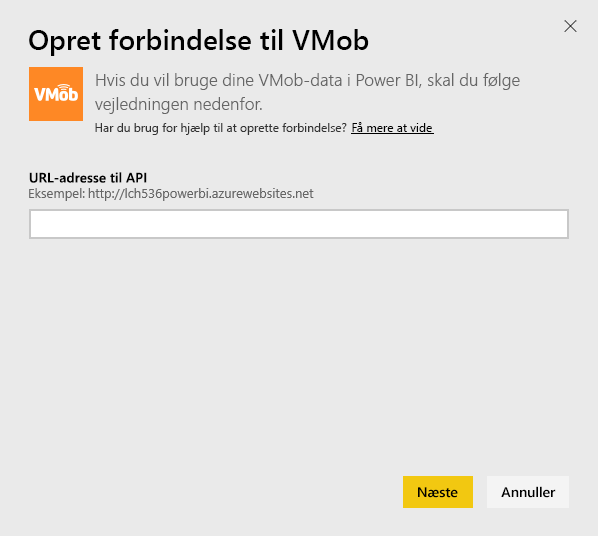 Opret forbindelse til VMob
VMob
Hvis du vil bruge dine VMob-data i Power BI, skal du følge
vejledningen nedenfor.
Har du brug for hjælp til at oprette forbindelse? Få mere at vide.
URL-adresse til API
Eksempel: http://lch536powerbi.azurewebsites.net
Næste
Annuller